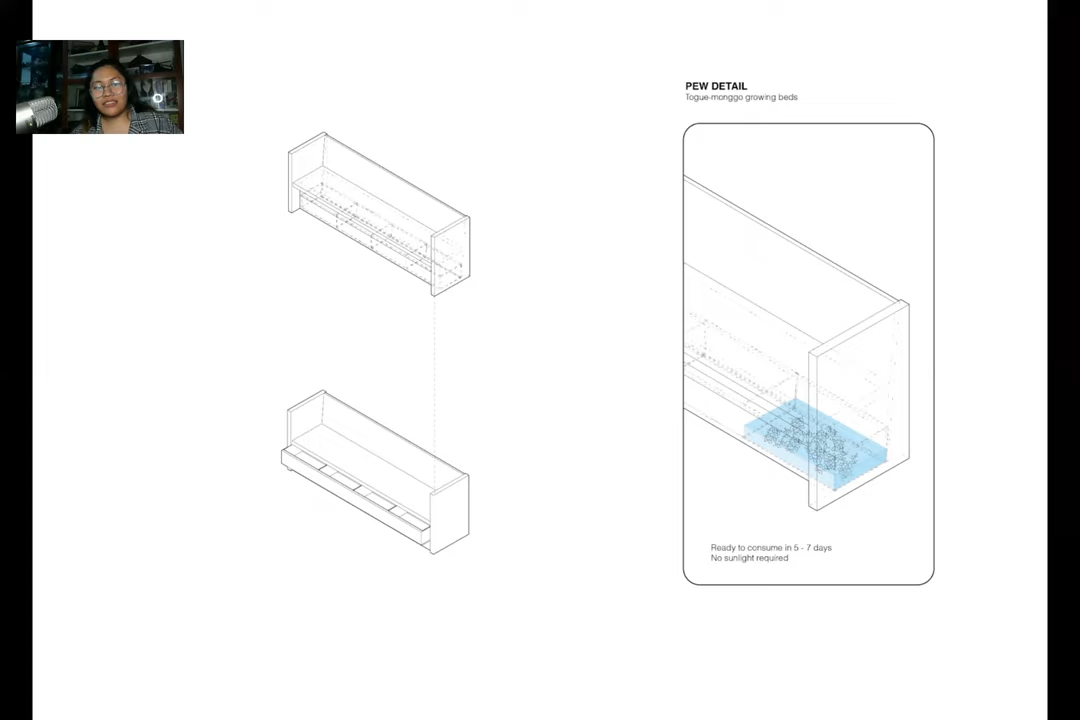 PEW DETAIL
Togue-monggo growing beds
Ready to consume in 5 - 7 days
No sunlight required